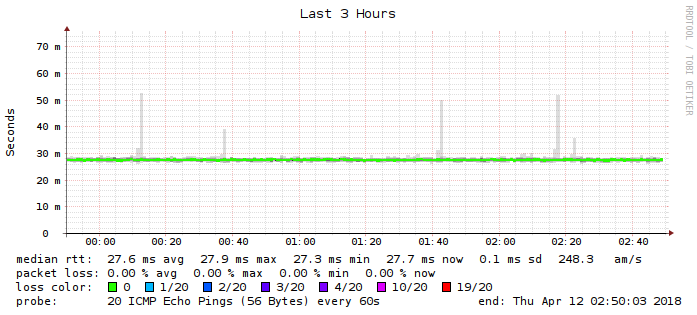 Last 3 Hours
RRDTOOL / TOBI OETIKER
Seconds
70 m
60 m
50 m
40 m
30 m
20 m
10 m
0
00:00 00:20 00:40 01:00 01:20 01:40 02:00 02:20 02:40
median rtt: 27.6 ms avg 27.9 ms max 27.3 ms min 27.7 ms now 0.1 ms sd 248.3 am/s
packet loss: 0.00 % avg 0.00 % max 0.00 % min 0.00 % now
loss color: 0 1/20 2/20 3/20 4/20 10/20 19/20
probe: 20 ICMP Echo Pings (56 Bytes) every 60s end: Thu Apr 12 02:50:03 2018